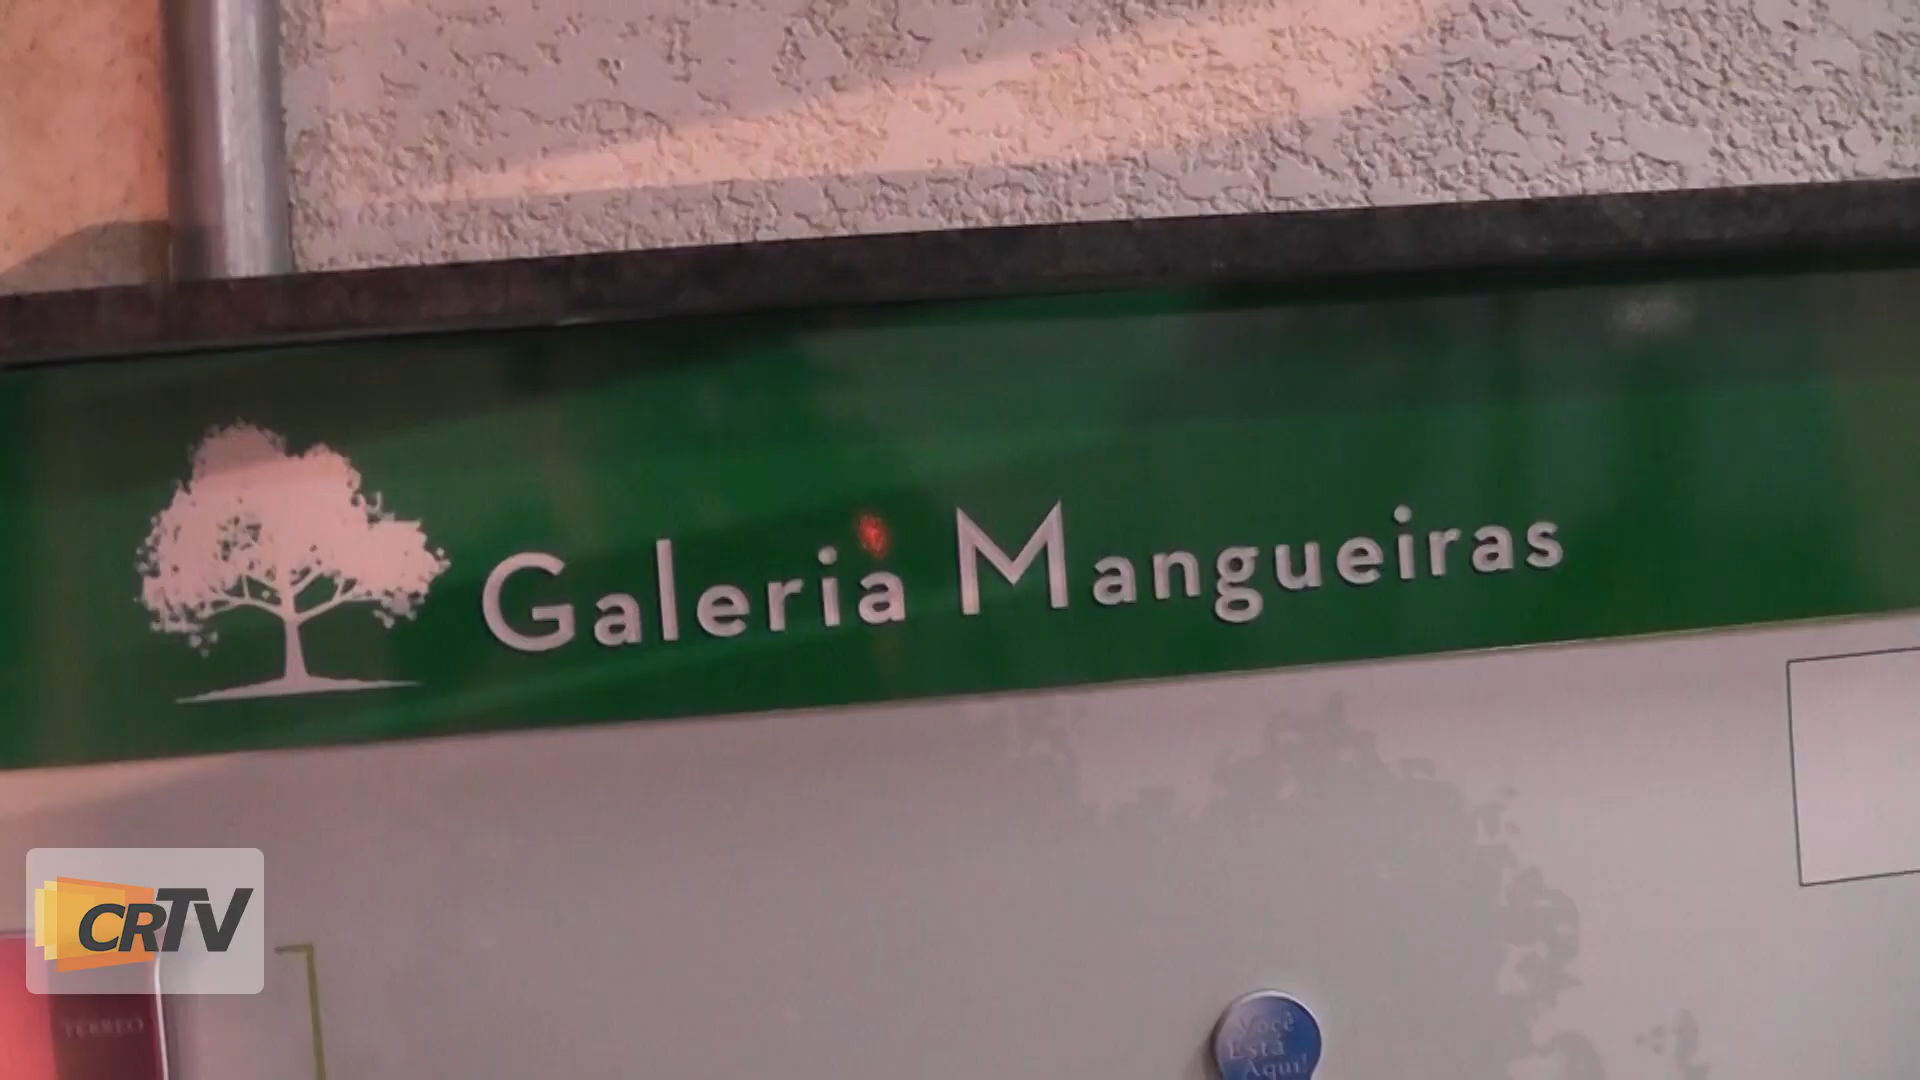 Galeria Mangueiras
CRTV
TERREO
Você
Está
Aqui!